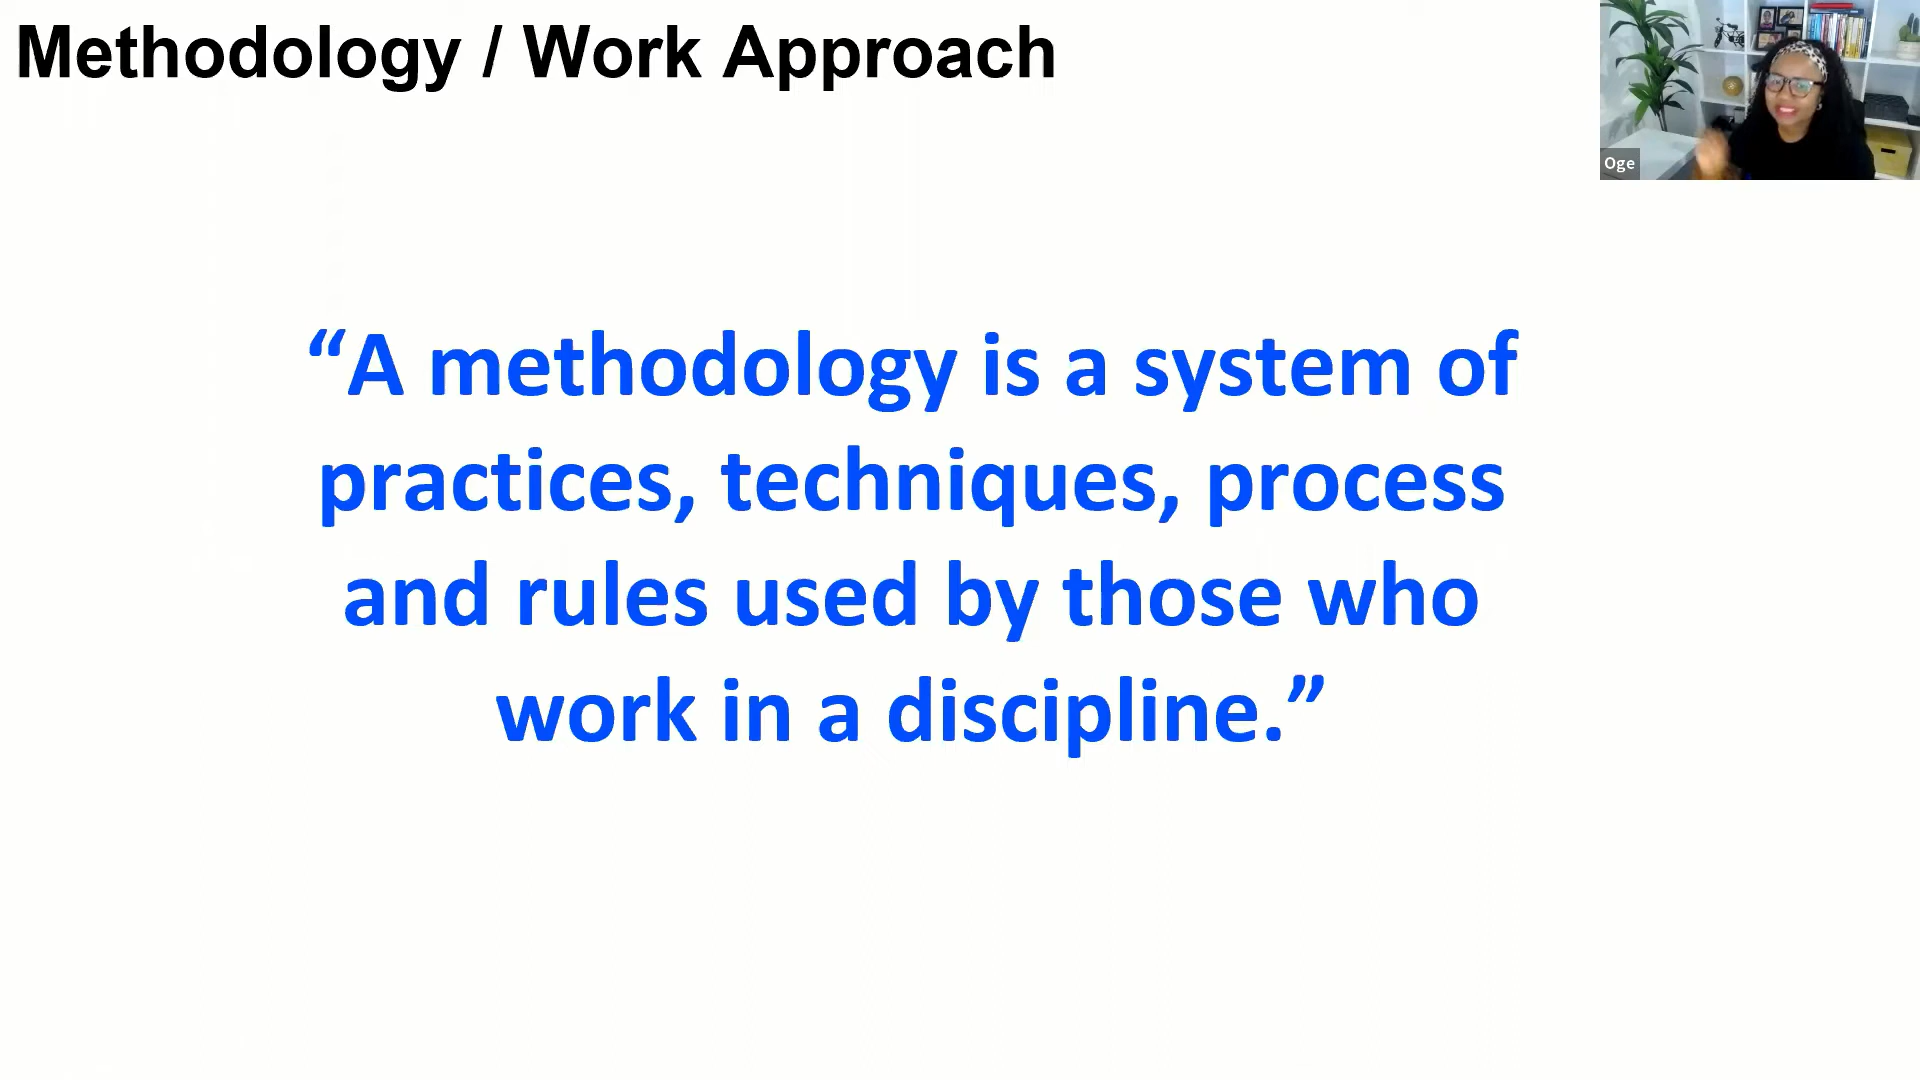 Methodology / Work Approach
Oge
“A methodology is a system of
practices, techniques, process
and rules used by those who
work in a discipline.”